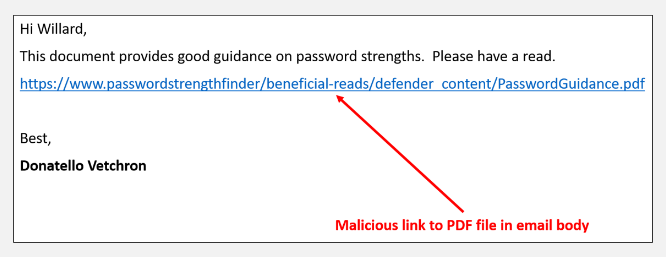 Hi Willard,
This document provides good guidance on password strengths.  Please have a read.
https://www.passwordstrengthfinder/beneficial-reads/defender_content/PasswordGuidance.pdf
Best,
Donatello Vetchron
Malicious link to PDF file in email body